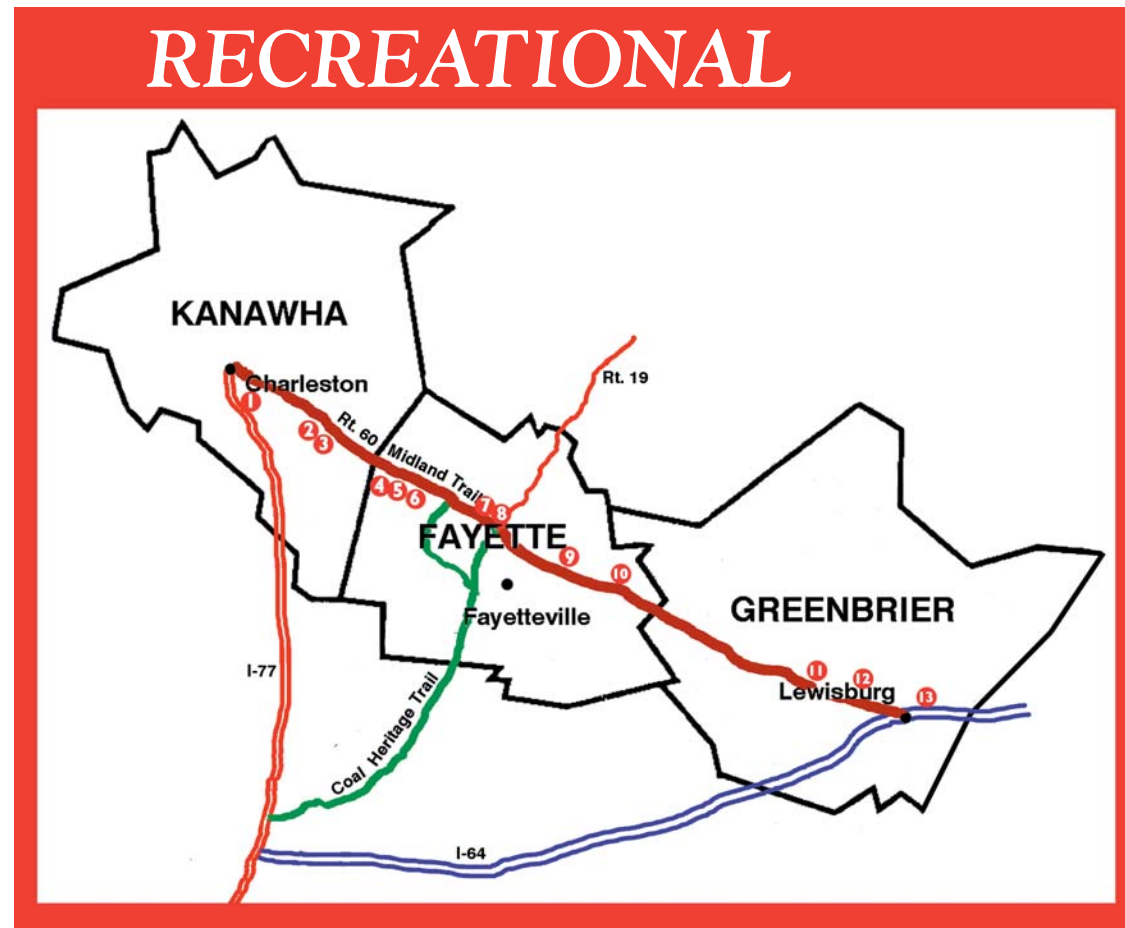 RECREATIONAL
KANAWHA
Rt. 19
Charleston
1
Rt. 60 Midland Trail
2
3
4
5
6
7
8
FAYETTE
9
10
Fayetteville
GREENBRIER
I-77
11
12
Lewisburg
13
Coal Heritage Trail
I-64